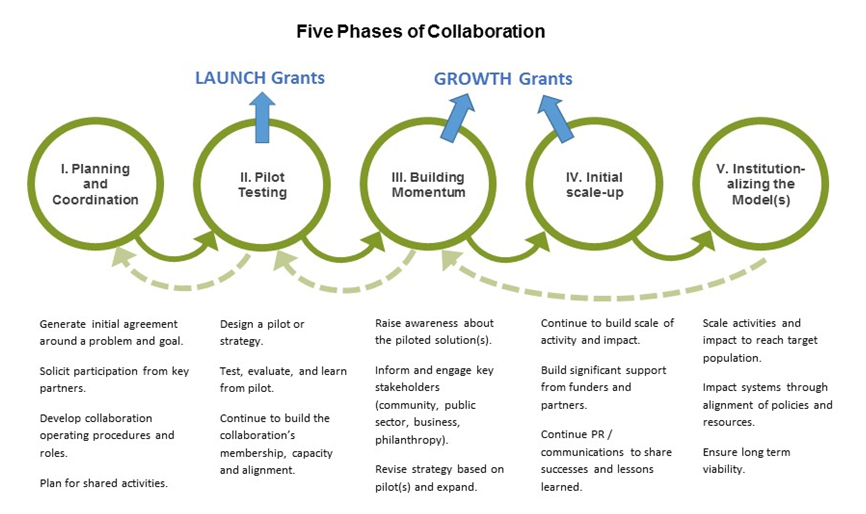 Five Phases of Collaboration
LAUNCH Grants
GROWTH Grants
I. Planning
and
Coordination
II. Pilot
Testing
III. Building
Momentum
IV. Initial
scale-up
V. Institution-
alizing the
Model(s)
Generate initial agreement
around a problem and goal.
Solicit participation from key
partners.
Develop collaboration
operating procedures and
roles.
Plan for shared activities.
Design a pilot or
strategy.
Test, evaluate, and learn
from pilot.
Continue to build the
collaboration's
membership, capacity
and alignment.
Raise awareness about
the piloted solution(s).
Inform and engage key
stakeholders
(community, public
sector, business,
philanthropy).
Revise strategy based on
pilot(s) and expand.
Continue to build scale of
activity and impact.
Build significant support
from funders and
partners.
Continue PR /
communications to share
successes and lessons
learned.
Scale activities and
impact to reach target
population.
Impact systems through
alignment of policies and
resources.
Ensure long term
viability.